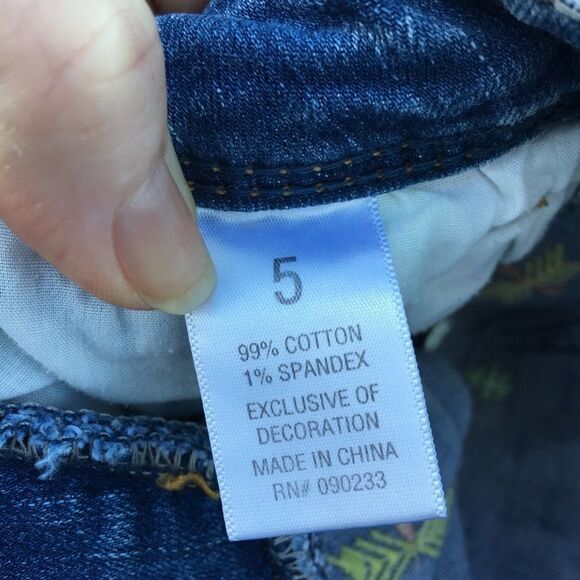 5
99% COTTON
1% SPANDEX
EXCLUSIVE OF
DECORATION
MADE IN CHINA
RN# 090233